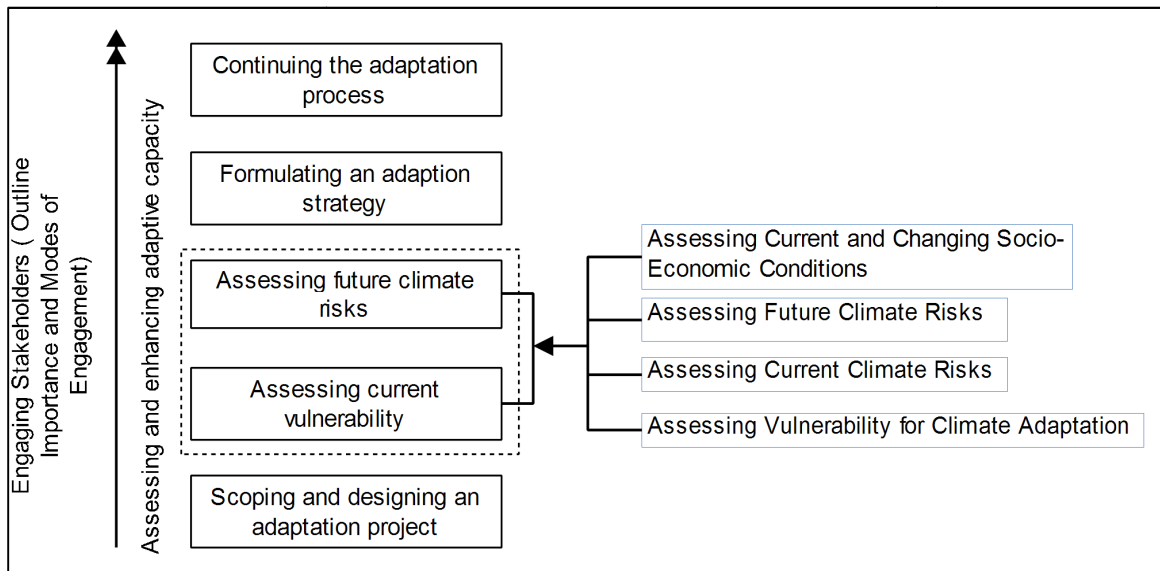 Engaging Stakeholders ( Outline
Importance and Modes of
Engagement)
Assessing and enhancing adaptive capacity
Continuing the adaptation
process
Formulating an adaption
strategy
Assessing future climate
risks
Assessing current
vulnerability
Scoping and designing an
adaptation project
Assessing Current and Changing Socio-
Economic Conditions
Assessing Future Climate Risks
Assessing Current Climate Risks
Assessing Vulnerability for Climate Adaptation